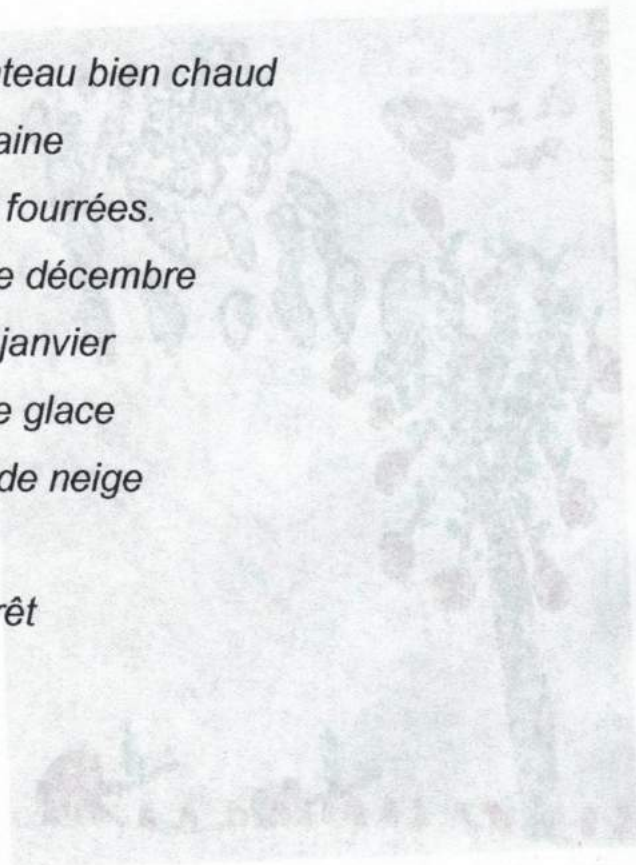 teau bien chaud
aine
fourrées.
e décembre
janvier
e glace
de neige
rêt